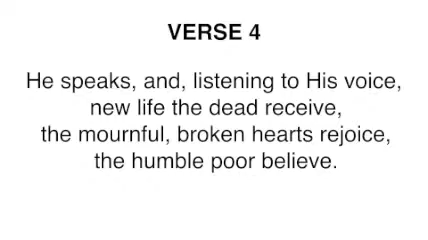 VERSE 4
He speaks, and, listening to His voice,
new life the dead receive,
the mournful, broken hearts rejoice,
the humble poor believe.